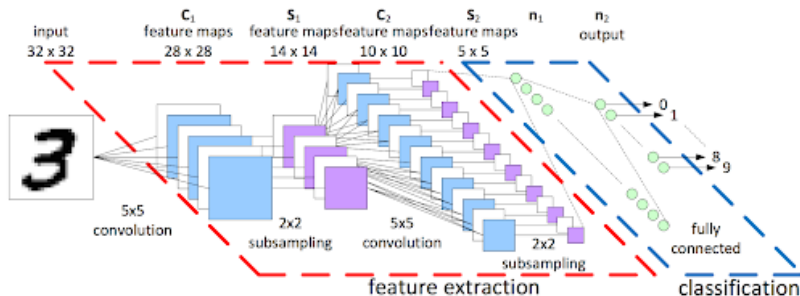 C₁ S₁ C₂ S₂ n₁ n₂
input feature maps feature maps feature maps feature maps output
32 x 32 28 x 28 14 x 14 10 x 10 5 x 5
0
1
8
9
5x5
convolution
2x2
subsampling
5x5
convolution
2x2
subsampling
fully
connected
feature extraction
classification